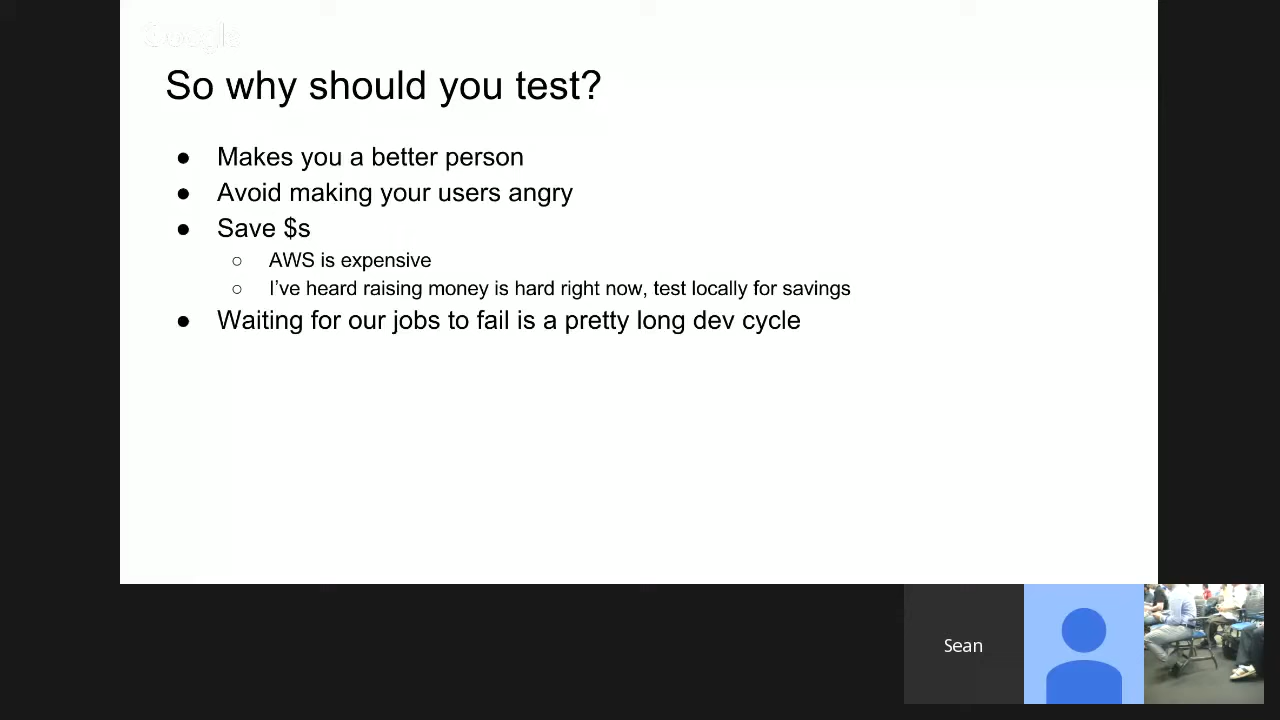 Google
So why should you test?
● Makes you a better person
● Avoid making your users angry
● Save $s
○ AWS is expensive
○ I've heard raising money is hard right now, test locally for savings
● Waiting for our jobs to fail is a pretty long dev cycle
Sean